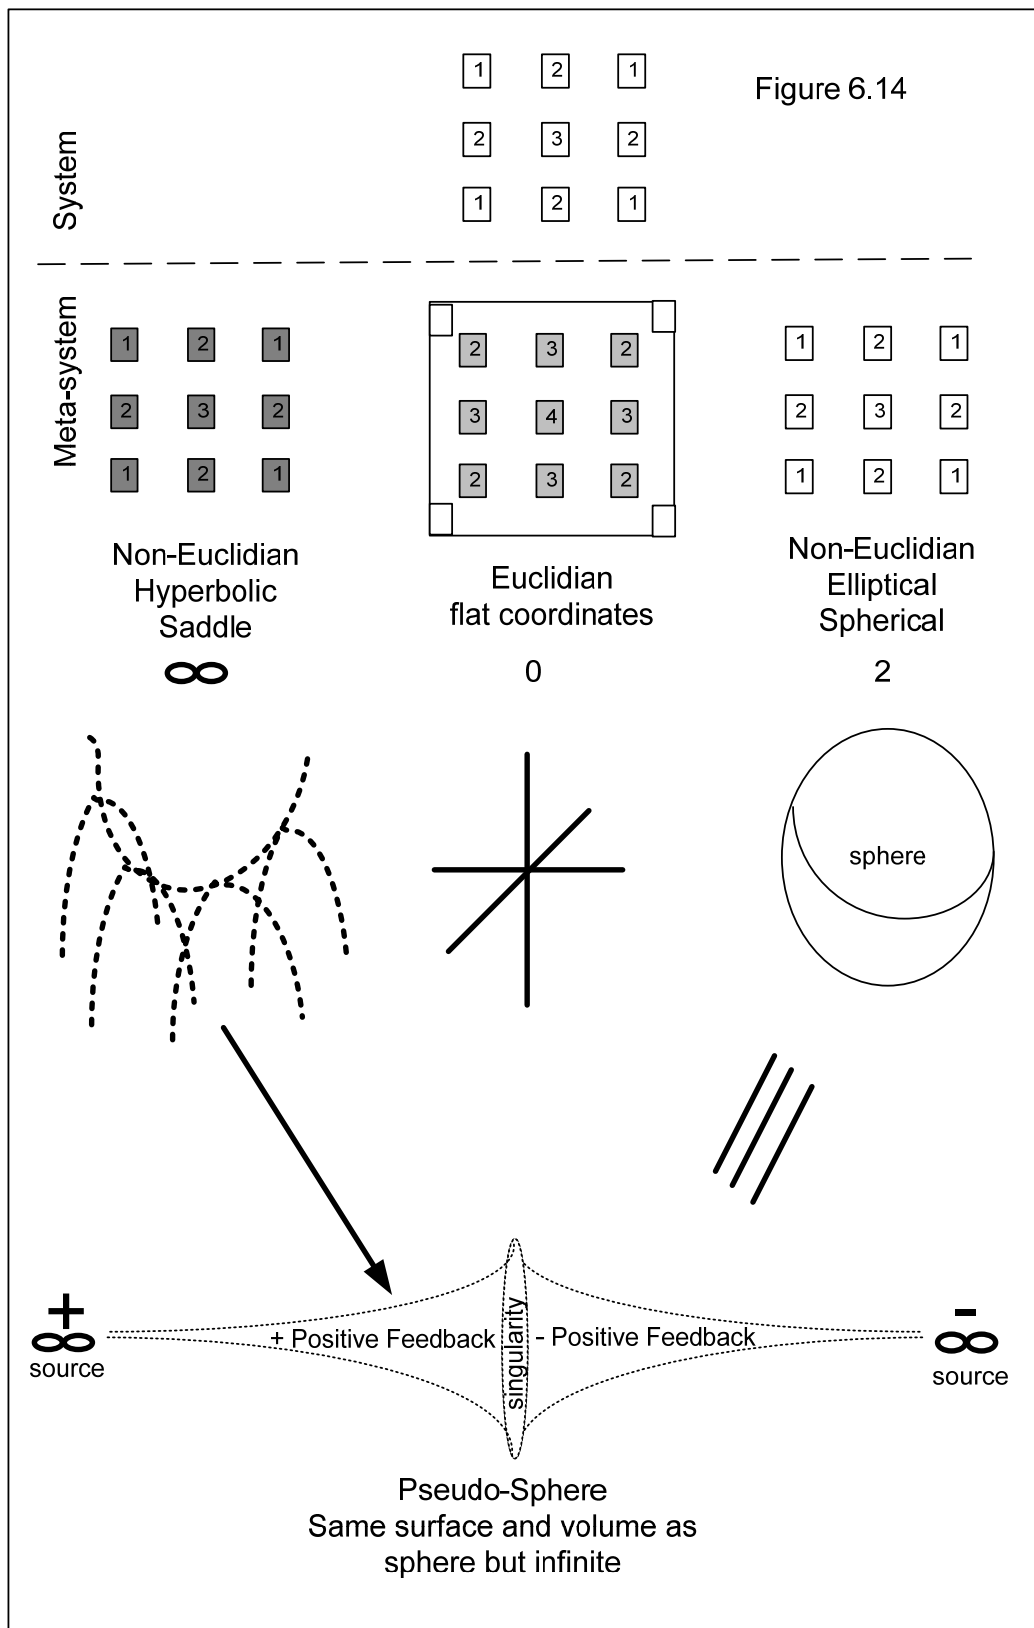 Figure 6.14
System
1 2 1
2 3 2
1 2 1
Meta-system
1 2 1
2 3 2
1 2 1
2 3 2
3 4 3
2 3 2
1 2 1
2 3 2
1 2 1
Non-Euclidian
Hyperbolic
Saddle
∞
Euclidian
flat coordinates
0
Non-Euclidian
Elliptical
Spherical
2
sphere
+
∞
source
+ Positive Feedback
singularity
- Positive Feedback
-
∞
source
Pseudo-Sphere
Same surface and volume as
sphere but infinite